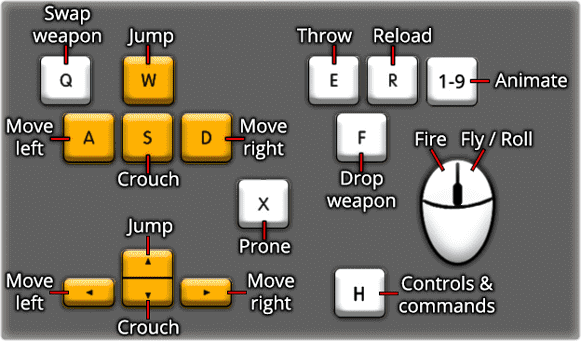 Swap
weapon
Jump
Throw
Reload
Q
W
E
R
1-9
Animate
Move
left
A
S
D
Move
right
F
Fire
Fly / Roll
Crouch
Drop
weapon
X
Prone
Jump
Move
left
Move
right
Crouch
H
Controls &
commands